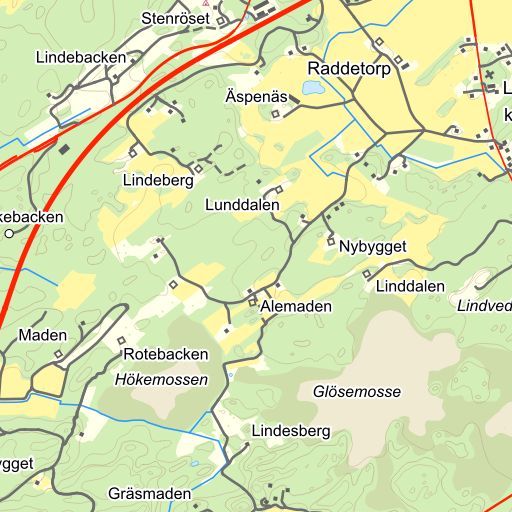 Stenröset
Lindebacken
Raddetorp
Äspenäs
L
k
Lindeberg
Lunddalen
kebacken
Nybygget
Linddalen
Lindved
Alemaden
Maden
Rotebacken
Hökemossen
Glösemosse
Lindesberg
ygget
Gräsmaden